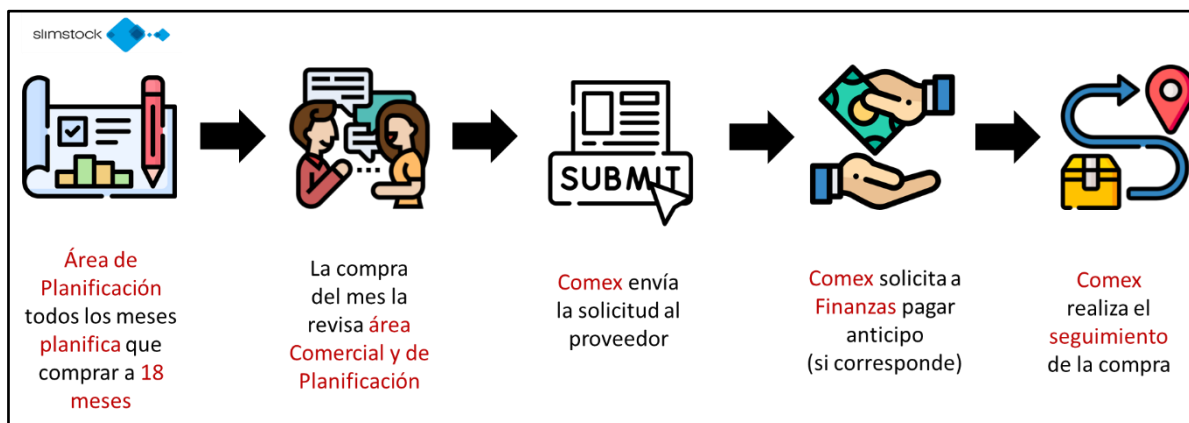 slimstock
SUBMIT
Área de
Planificación
todos los meses
planifica que
comprar a 18
meses
La compra
del mes la
revisa área
Comercial y de
Planificación
Comex envía
la solicitud al
proveedor
Comex solicita a
Finanzas pagar
anticipo
(si corresponde)
Comex
realiza el
seguimiento
de la compra